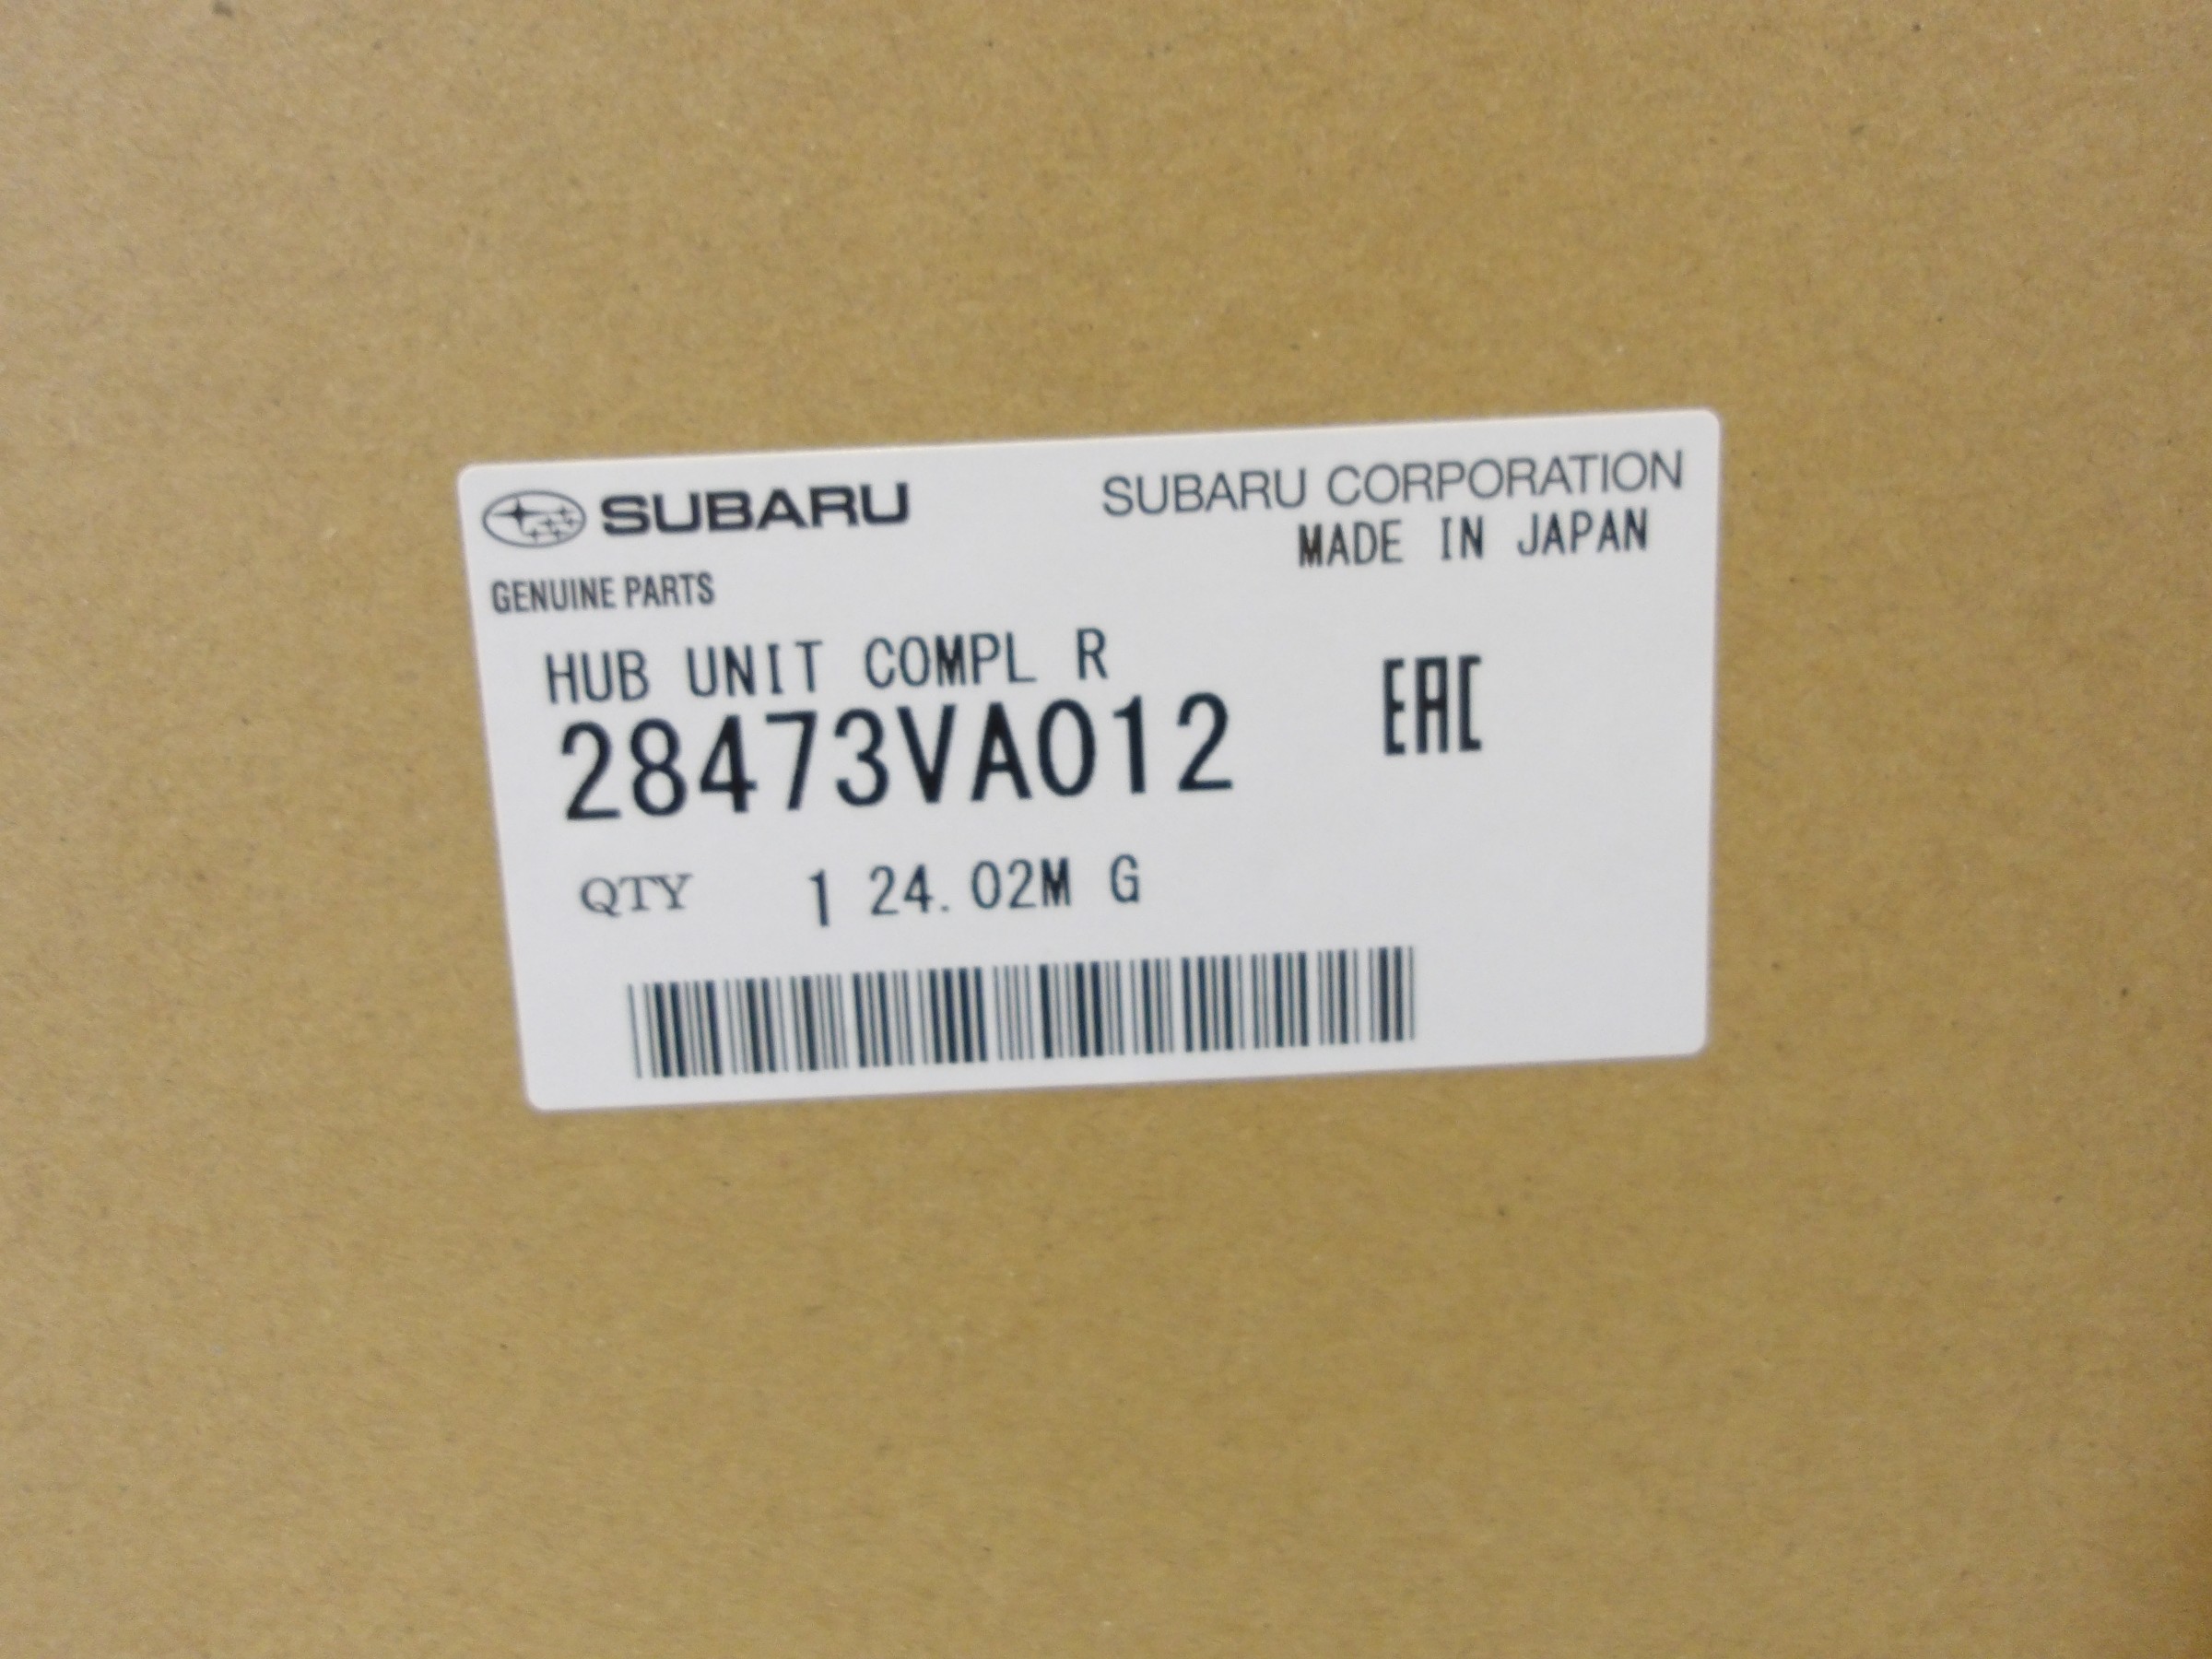 SUBARU
SUBARU CORPORATION
MADE IN JAPAN
GENUINE PARTS
HUB UNIT COMPL R
28473VA012
EAC
QTY 1 24.02M G